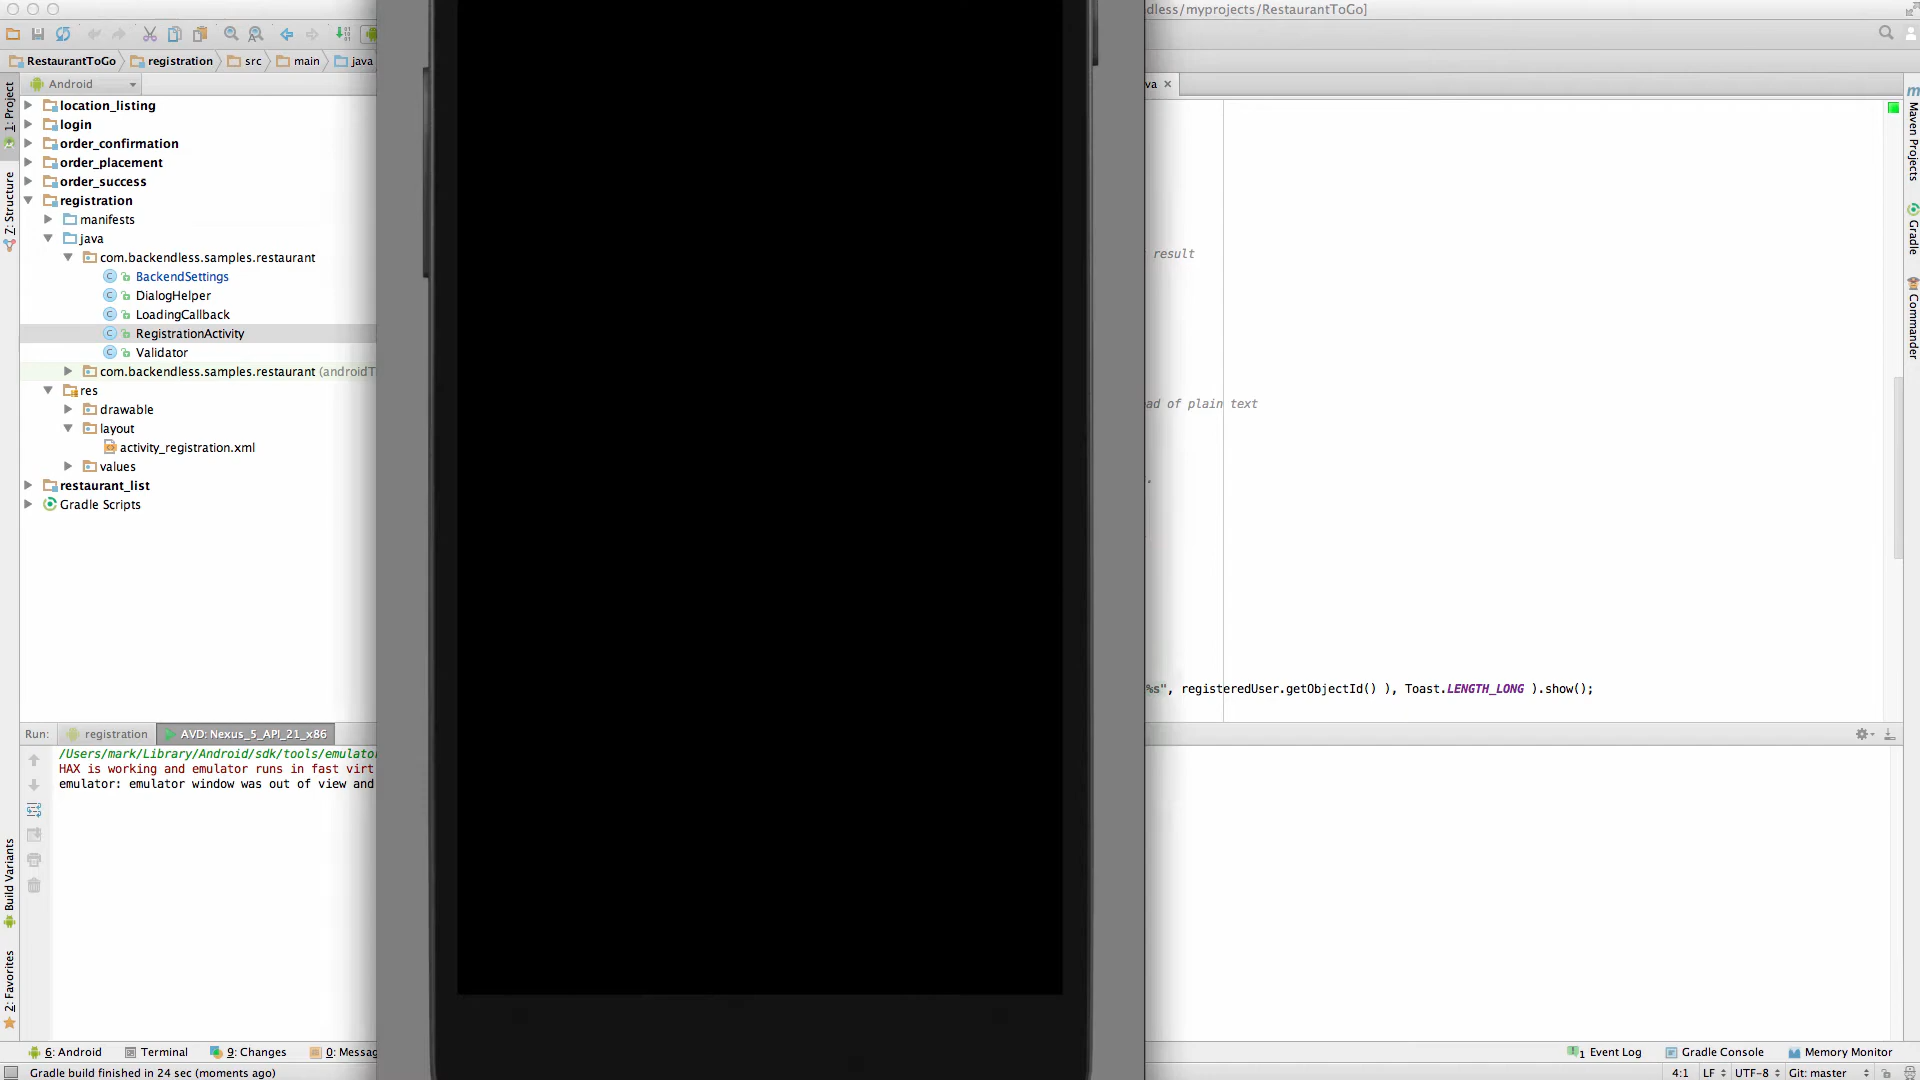 dless/myprojects/RestaurantToGo]
RestaurantToGo
registration
src
main
java
Android
va
location_listing
login
order_confirmation
order_placement
order_success
registration
manifests
java
com.backendless.samples.restaurant
BackendSettings
DialogHelper
LoadingCallback
RegistrationActivity
Validator
com.backendless.samples.restaurant (androidT
res
drawable
layout
activity_registration.xml
values
restaurant_list
Gradle Scripts
1: Project
Z: Structure
Build Variants
2: Favorites
Maven Projects
Gradle
Commander
result
ad of plain text
%s", registeredUser.getObjectId() ), Toast.LENGTH_LONG ).show();
Run: registration AVD: Nexus_5_API_21_x86
/Users/mark/Library/Android/sdk/tools/emulator
HAX is working and emulator runs in fast virt
emulator: emulator window was out of view and
6: Android
Terminal
9: Changes
0: Messag
1 Event Log
Gradle Console
Memory Monitor
Gradle build finished in 24 sec (moments ago)
4:1 LF UTF-8 Git: master